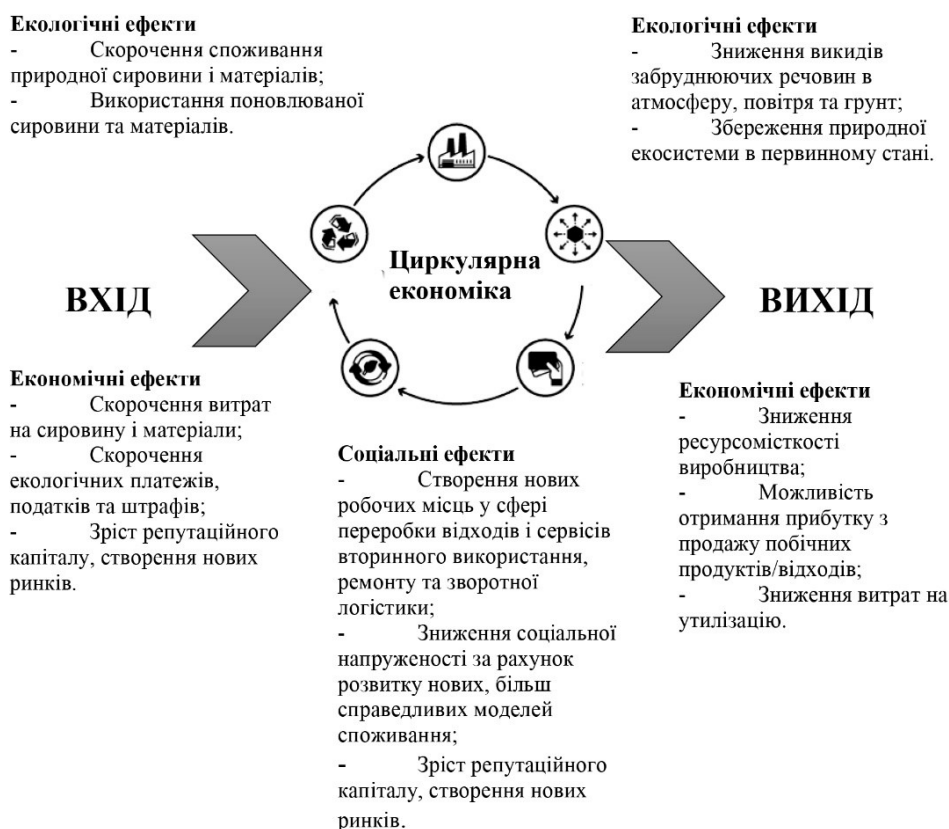 Екологічні ефекти
- Скорочення споживання
природної сировини і матеріалів;
- Використання поновлюваної
сировини та матеріалів.
Екологічні ефекти
- Зниження викидів
забруднюючих речовин в
атмосферу, повітря та грунт;
- Збереження природної
екосистеми в первинному стані.
ВХІД
Циркулярна
економіка
ВИХІД
Економічні ефекти
- Скорочення витрат
на сировину і матеріали;
- Скорочення
екологічних платежів,
податків та штрафів;
- Зріст репутаційного
капіталу, створення нових
ринків.
Соціальні ефекти
- Створення нових
робочих місць у сфері
переробки відходів і сервісів
вторинного використання,
ремонту та зворотної
логістики;
- Зниження соціальної
напруженості за рахунок
розвитку нових, більш
справедливих моделей
споживання;
- Зріст репутаційного
капіталу, створення нових
ринків.
Економічні ефекти
- Зниження
ресурсомісткості
виробництва;
- Можливість
отримання прибутку з
продажу побічних
продуктів/відходів;
- Зниження витрат на
утилізацію.